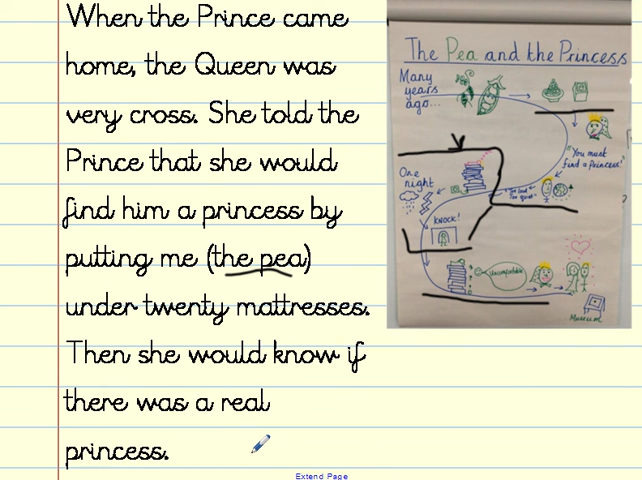 When the Prince came
home, the Queen was
very cross. She told the
Prince that she would
find him a princess by
putting me (the pea)
under twenty mattresses.
Then she would know if
there was a real
princess.
The Pea and the Princess
Many
years
ago...
"You must
find a Princess!"
One
night
KNOCK!
Uncomfortable
Museum
Extend Page